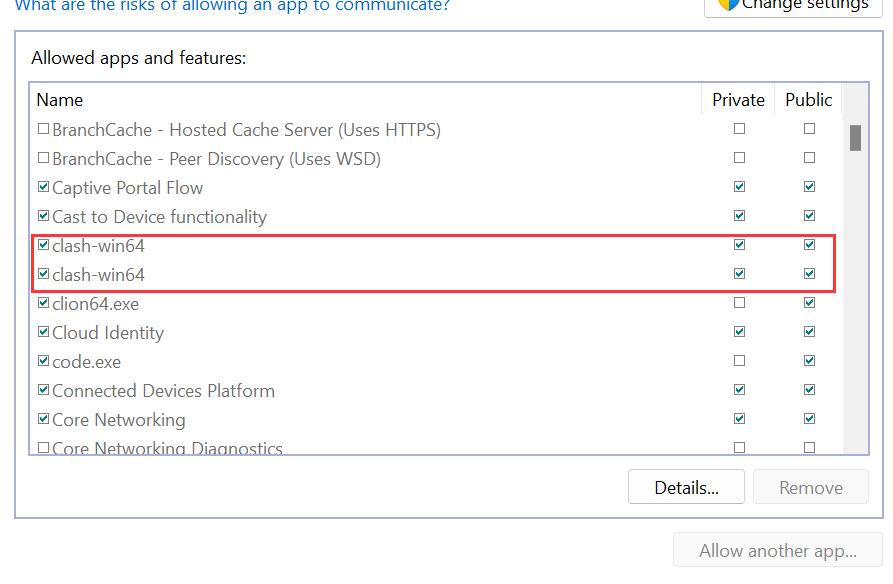 What are the risks of allowing an app to communicate?
Change settings
Allowed apps and features:
Name Private Public
BranchCache - Hosted Cache Server (Uses HTTPS)
BranchCache - Peer Discovery (Uses WSD)
Captive Portal Flow
Cast to Device functionality
clash-win64
clash-win64
clion64.exe
Cloud Identity
code.exe
Connected Devices Platform
Core Networking
Core Networking Diagnostics
Details... Remove
Allow another app...